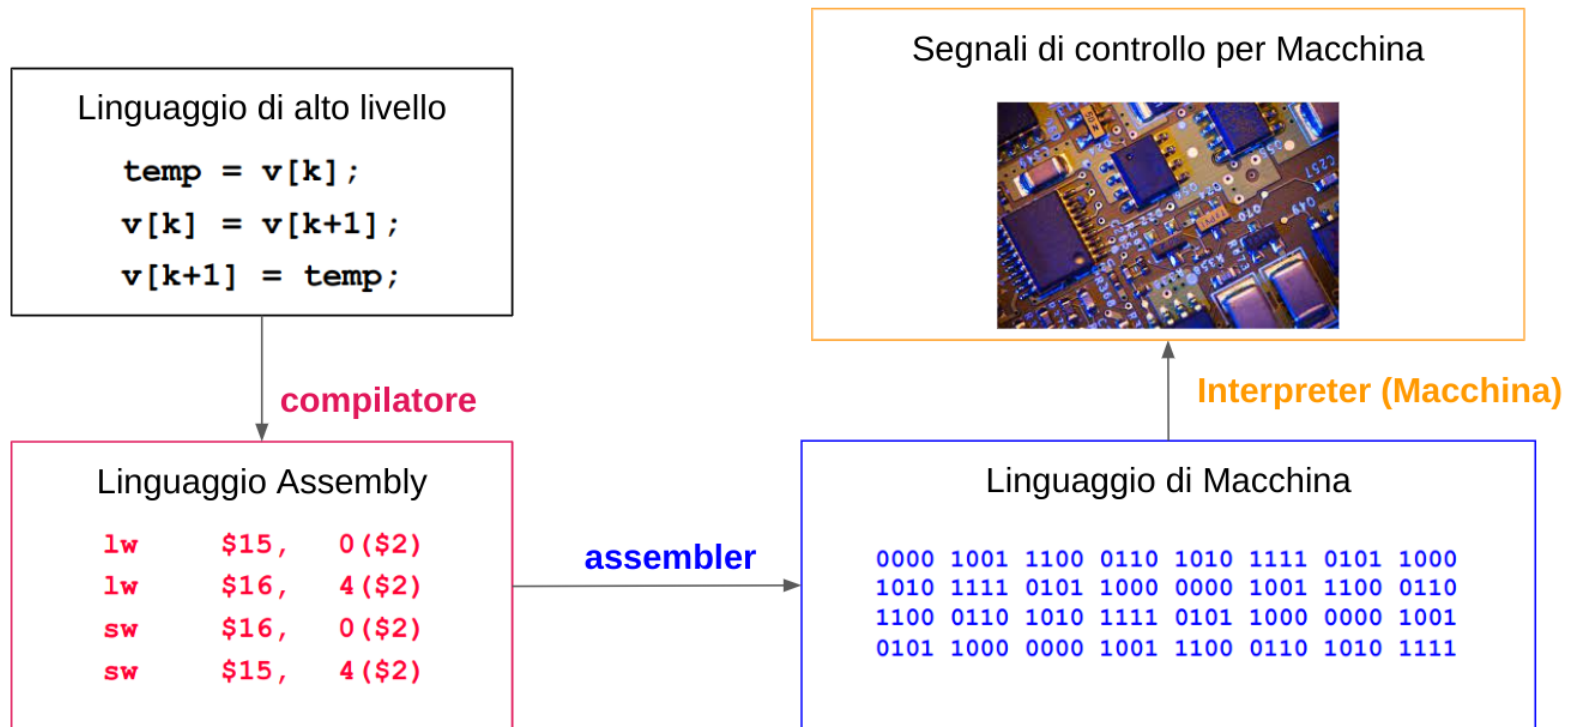 Linguaggio di alto livello
temp = v[k];
v[k] = v[k+1];
v[k+1] = temp;
compilatore
Linguaggio Assembly
lw $15, 0($2)
lw $16, 4($2)
sw $16, 0($2)
sw $15, 4($2)
assembler
Linguaggio di Macchina
0000 1001 1100 0110 1010 1111 0101 1000
1010 1111 0101 1000 0000 1001 1100 0110
1100 0110 1010 1111 0101 1000 0000 1001
0101 1000 0000 1001 1100 0110 1010 1111
Interpreter (Macchina)
Segnali di controllo per Macchina